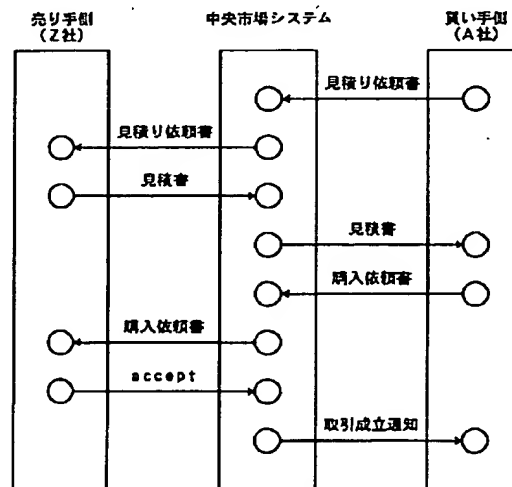 売り手側
(Z社)
中央市場システム
買い手側
(A社)
見積り依頼書
見積り依頼書
見積書
見積書
購入依頼書
購入依頼書
accept
取引成立通知